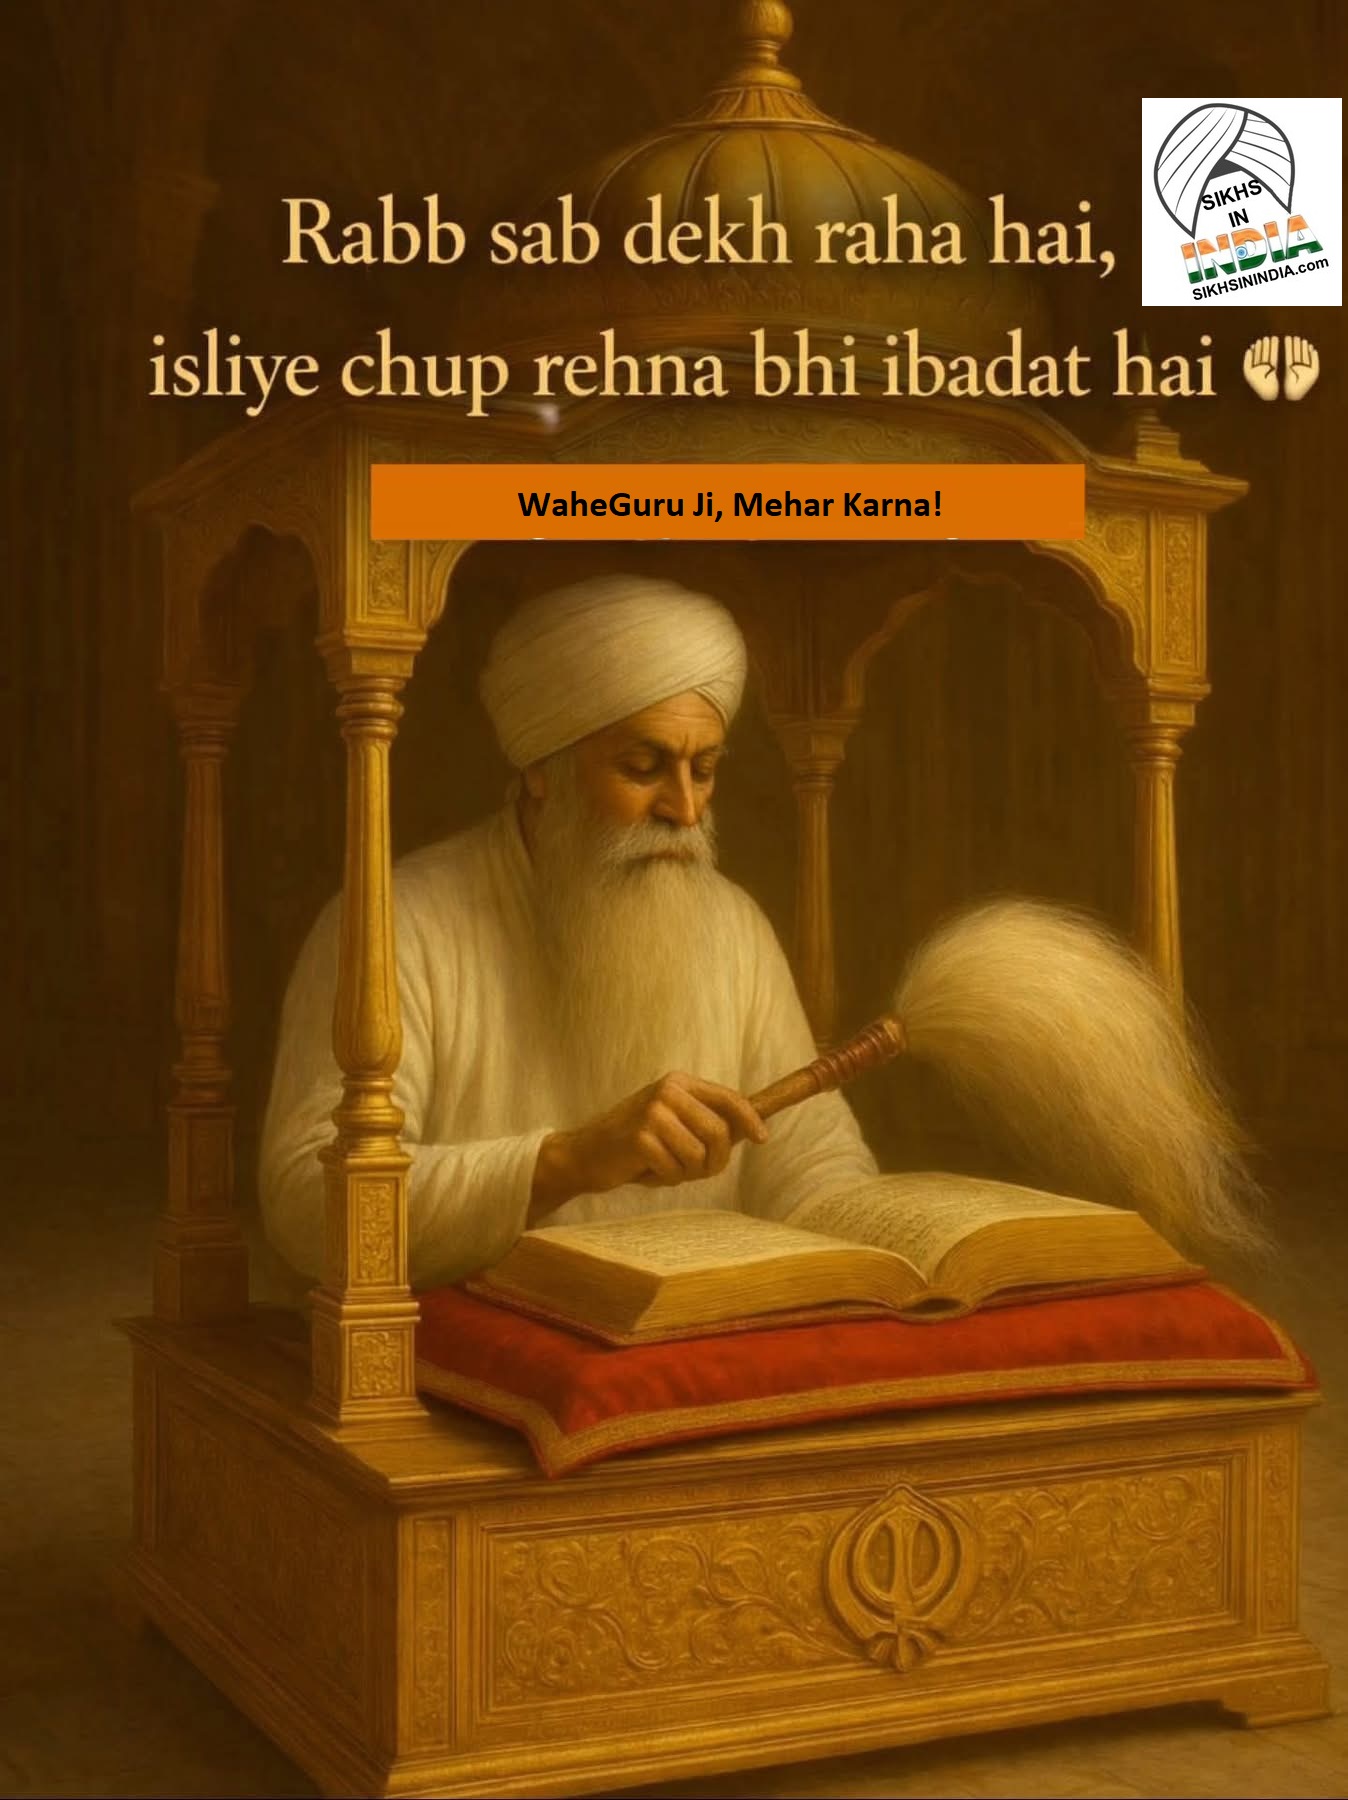 Rabb sab dekh raha hai,
isliye chup rehna bhi ibadat hai 🤲
WaheGuru Ji, Mehar Karna!
SIKHS
IN
INDIA
SIKHSININDIA.com